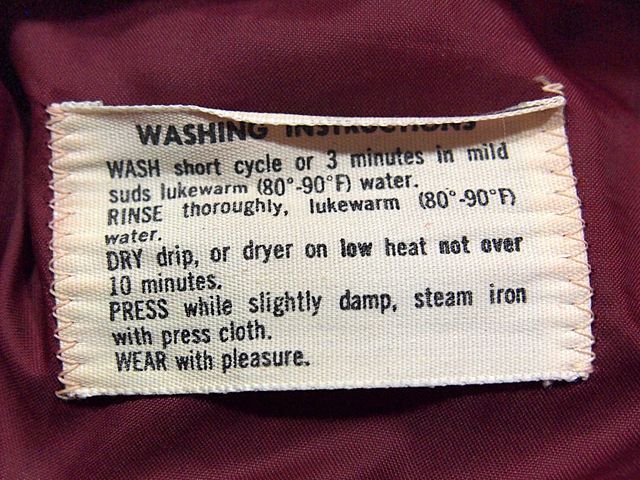 WASHING INSTRUCTIONS
WASH short cycle or 3 minutes in mild
suds lukewarm (80°-90°F) water.
RINSE thoroughly, lukewarm (80°-90°F)
water.
DRY drip, or dryer on low heat not over
10 minutes.
PRESS while slightly damp, steam iron
with press cloth.
WEAR with pleasure.